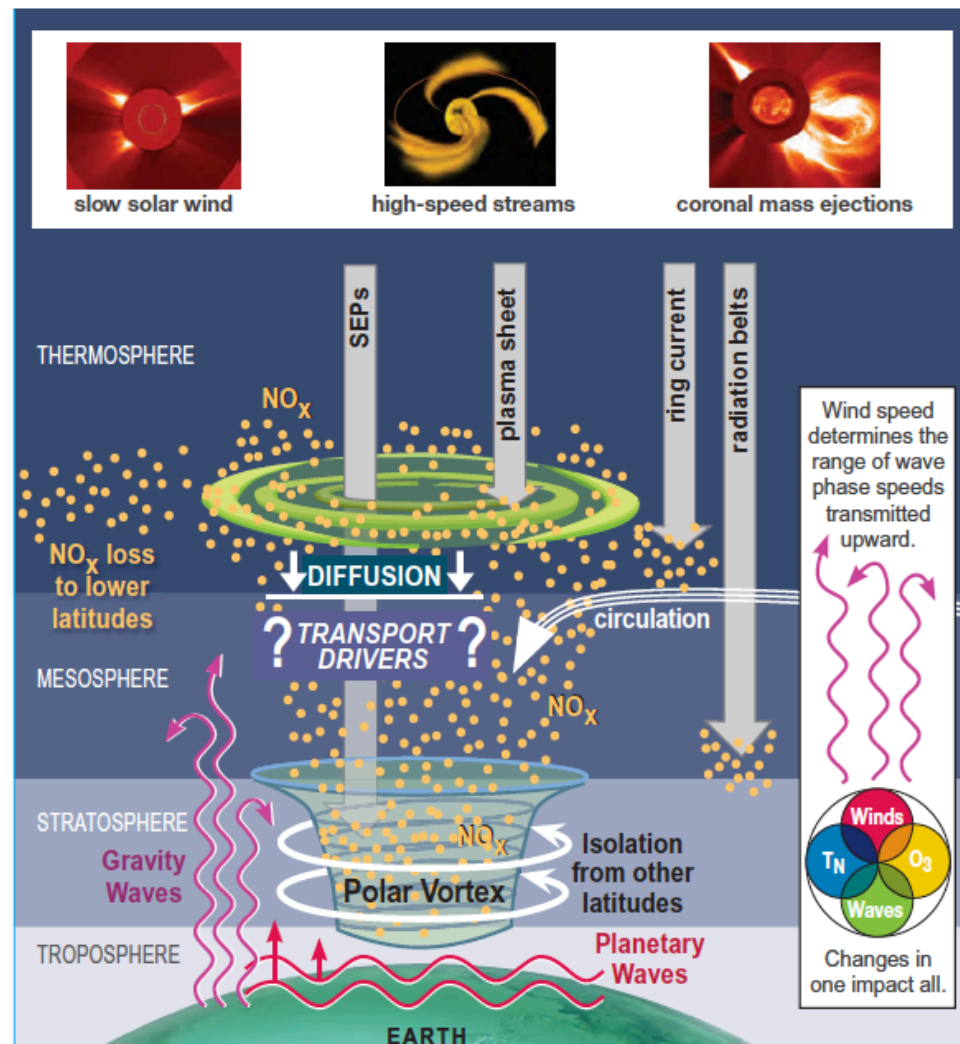 slow solar wind
high-speed streams
coronal mass ejections
SEPs
plasma sheet
ring current
radiation belts
THERMOSPHERE
NOx
Wind speed
determines the
range of wave
phase speeds
transmitted
upward.
NOx loss
to lower
latitudes
DIFFUSION
? TRANSPORT ?
DRIVERS
circulation
MESOSPHERE
NOx
STRATOSPHERE
Gravity
Waves
NOx
Polar Vortex
Isolation
from other
latitudes
Winds
TN
O3
Waves
TROPOSPHERE
Planetary
Waves
Changes in
one impact all.
EARTH